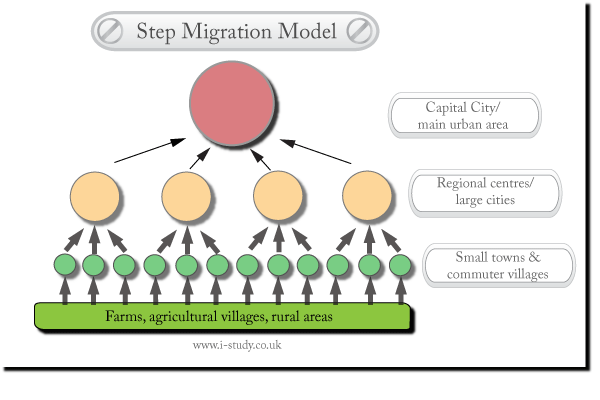 Step Migration Model
Capital City/
main urban area
Regional centres/
large cities
Small towns &
commuter villages
Farms, agricultural villages, rural areas
www.i-study.co.uk